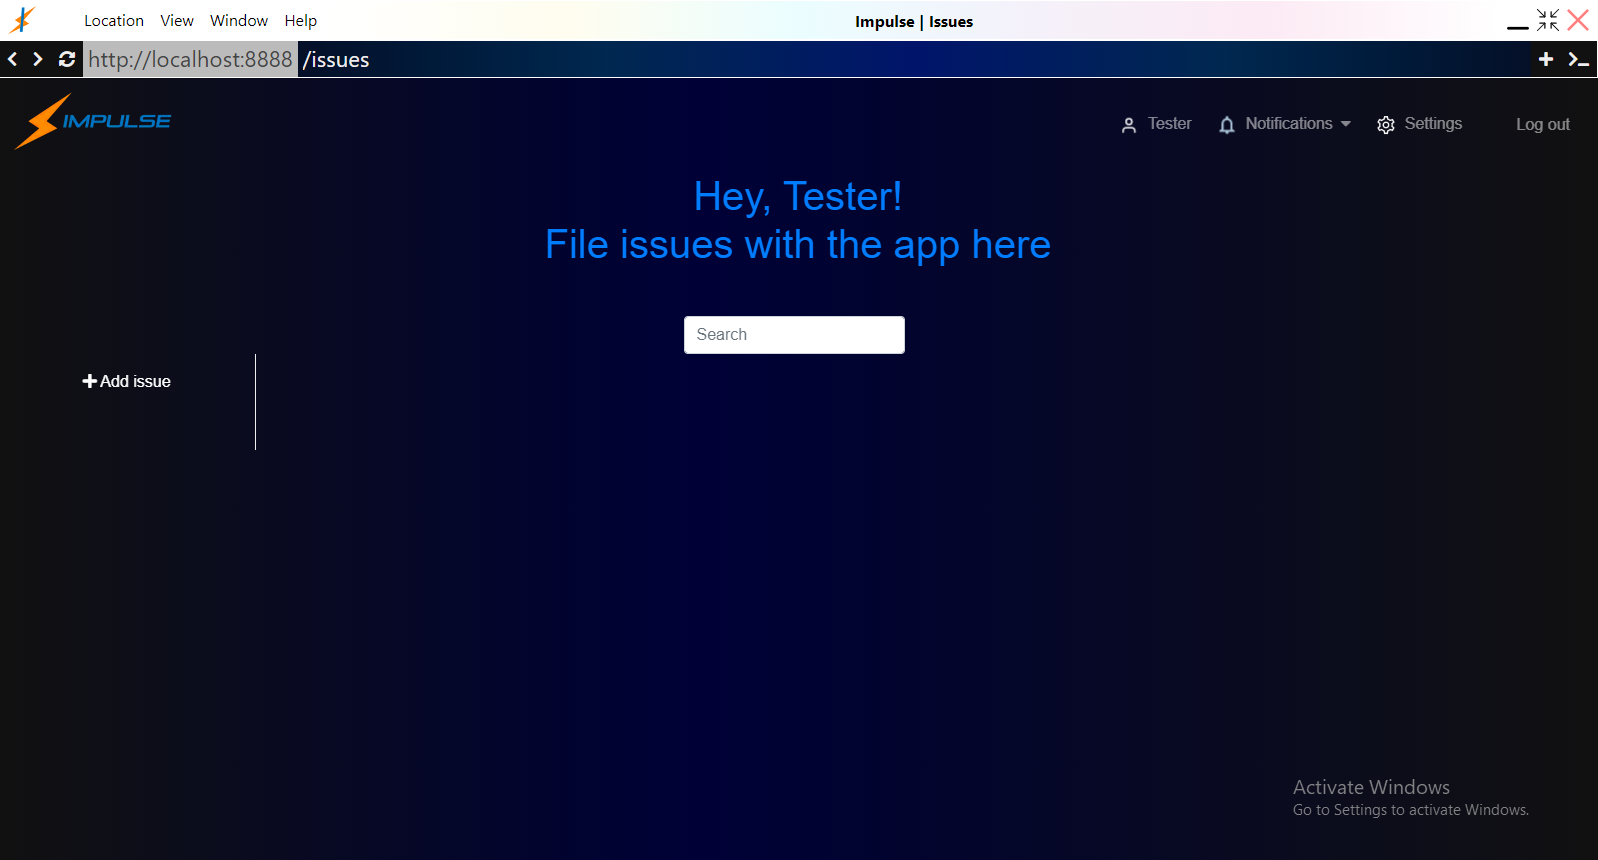 Location View Window Help
Impulse | Issues
http://localhost:8888 /issues
IMPULSE
Tester Notifications Settings Log out
Hey, Tester!
File issues with the app here
Search
Add issue
Activate Windows
Go to Settings to activate Windows.